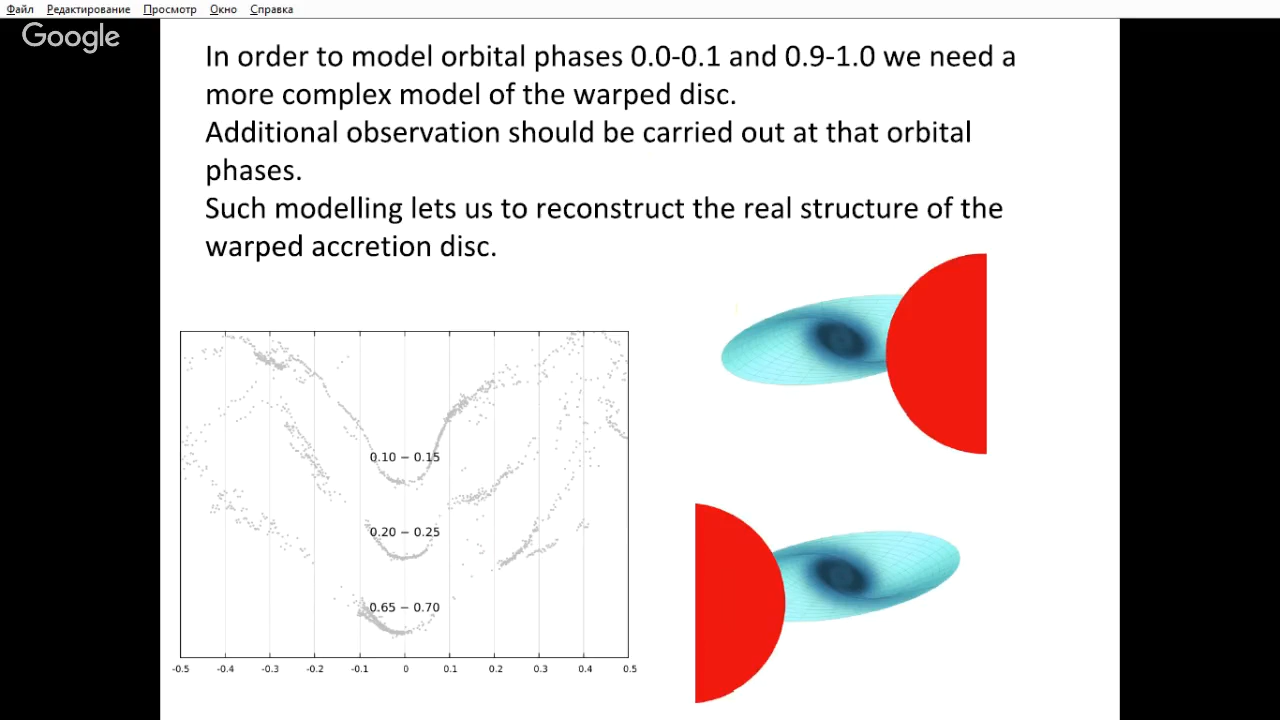 Файл Редактирование Просмотр Окно Справка
Google
In order to model orbital phases 0.0-0.1 and 0.9-1.0 we need a
more complex model of the warped disc.
Additional observation should be carried out at that orbital
phases.
Such modelling lets us to reconstruct the real structure of the
warped accretion disc.
0.10 − 0.15
0.20 − 0.25
0.65 − 0.70
-0.5 -0.4 -0.3 -0.2 -0.1 0 0.1 0.2 0.3 0.4 0.5